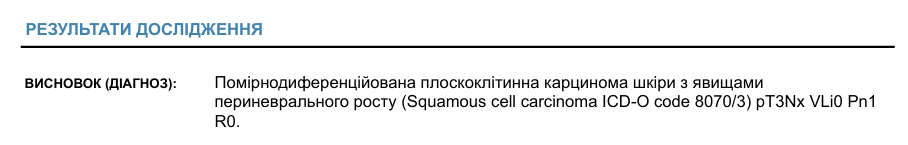 РЕЗУЛЬТАТИ ДОСЛІДЖЕННЯ
ВИСНОВОК (ДІАГНОЗ): Помірнодиференційована плоскоклітинна карцинома шкіри з явищами
периневрального росту (Squamous cell carcinoma ICD-O code 8070/3) pT3Nx VLi0 Pn1
R0.